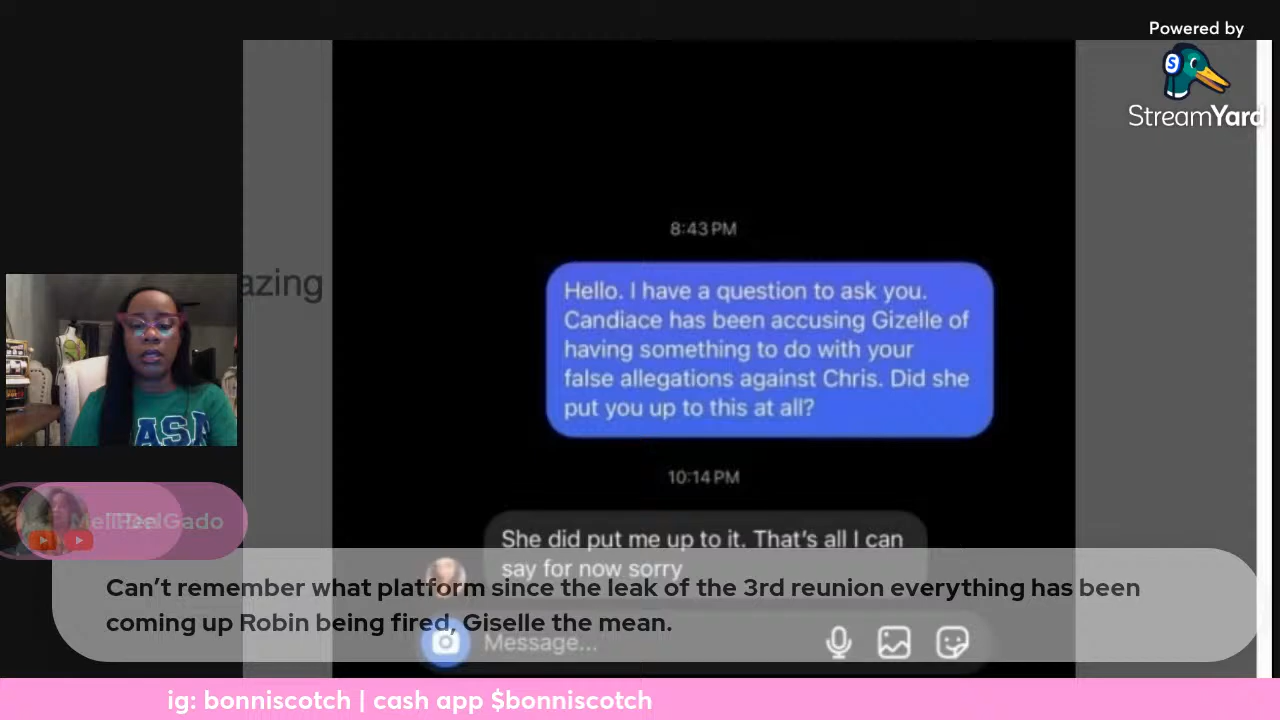 Powered by
StreamYard
8:43 PM
azing
Hello. I have a question to ask you.
Candiace has been accusing Gizelle of
having something to do with your
false allegations against Chris. Did she
put you up to this at all?
ASA
10:14 PM
She did put me up to it. That's all I can
say for now sorry
Can't remember what platform since the leak of the 3rd reunion everything has been
coming up Robin being fired, Giselle the mean.
Message...
ig: bonniscotch | cash app $bonniscotch